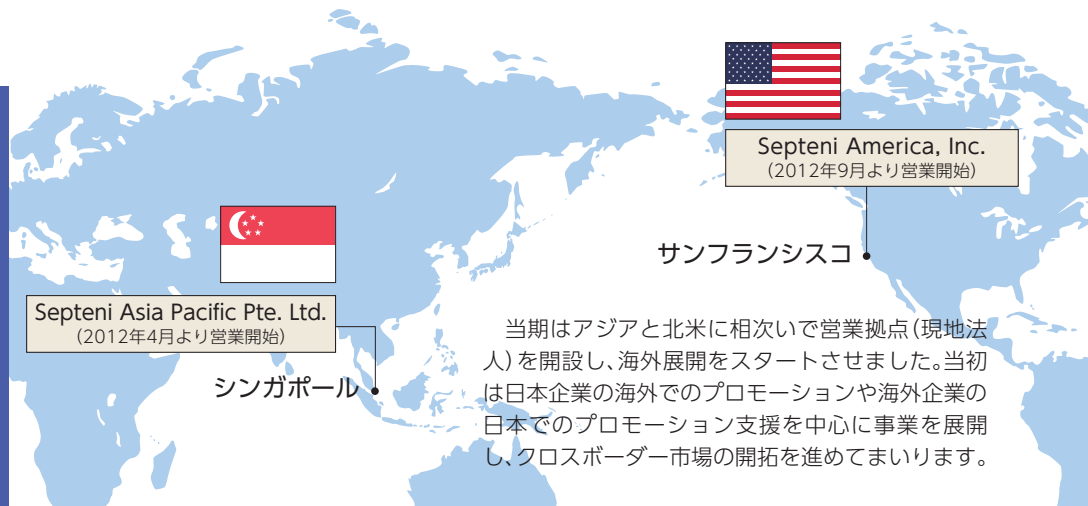 Septeni America, Inc.
(2012年9月より営業開始)
サンフランシスコ
Septeni Asia Pacific Pte. Ltd.
(2012年4月より営業開始)
シンガポール
当期はアジアと北米に相次いで営業拠点(現地法
人)を開設し、海外展開をスタートさせました。当初
は日本企業の海外でのプロモーションや海外企業の
日本でのプロモーション支援を中心に事業を展開
し、クロスボーダー市場の開拓を進めてまいります。